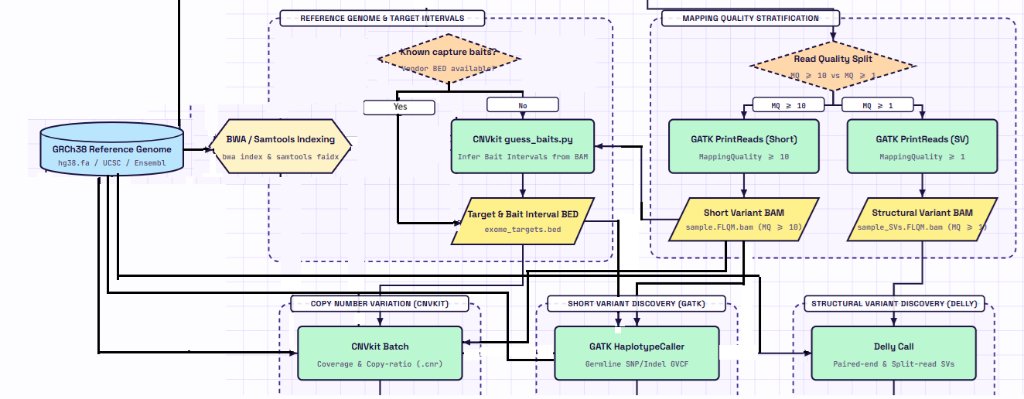 REFERENCE GENOME & TARGET INTERVALS
Known capture baits?
Vendor BED available?
Yes
No
GRCh38 Reference Genome
hg38.fa / UCSC / Ensembl
BWA / Samtools Indexing
bwa index & samtools faidx
CNVkit guess_baits.py
Infer Bait Intervals from BAM
Target & Bait Interval BED
exome_targets.bed
MAPPING QUALITY STRATIFICATION
Read Quality Split
MQ ≥ 10 vs MQ ≥ 1
MQ ≥ 10
MQ ≥ 1
GATK PrintReads (Short)
MappingQuality ≥ 10
GATK PrintReads (SV)
MappingQuality ≥ 1
Short Variant BAM
sample.FLQM.bam (MQ ≥ 10)
Structural Variant BAM
sample_SVs.FLQM.bam (MQ ≥ 1)
COPY NUMBER VARIATION (CNVKIT)
CNVkit Batch
Coverage & Copy-ratio (.cnr)
SHORT VARIANT DISCOVERY (GATK)
GATK HaplotypeCaller
Germline SNP/Indel GVCF
STRUCTURAL VARIANT DISCOVERY (DELLY)
Delly Call
Paired-end & Split-read SVs